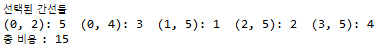 선택된 간선들
(0, 2): 5  (0, 4): 3  (1, 5): 1  (2, 5): 2  (3, 5): 4
총 비용 : 15